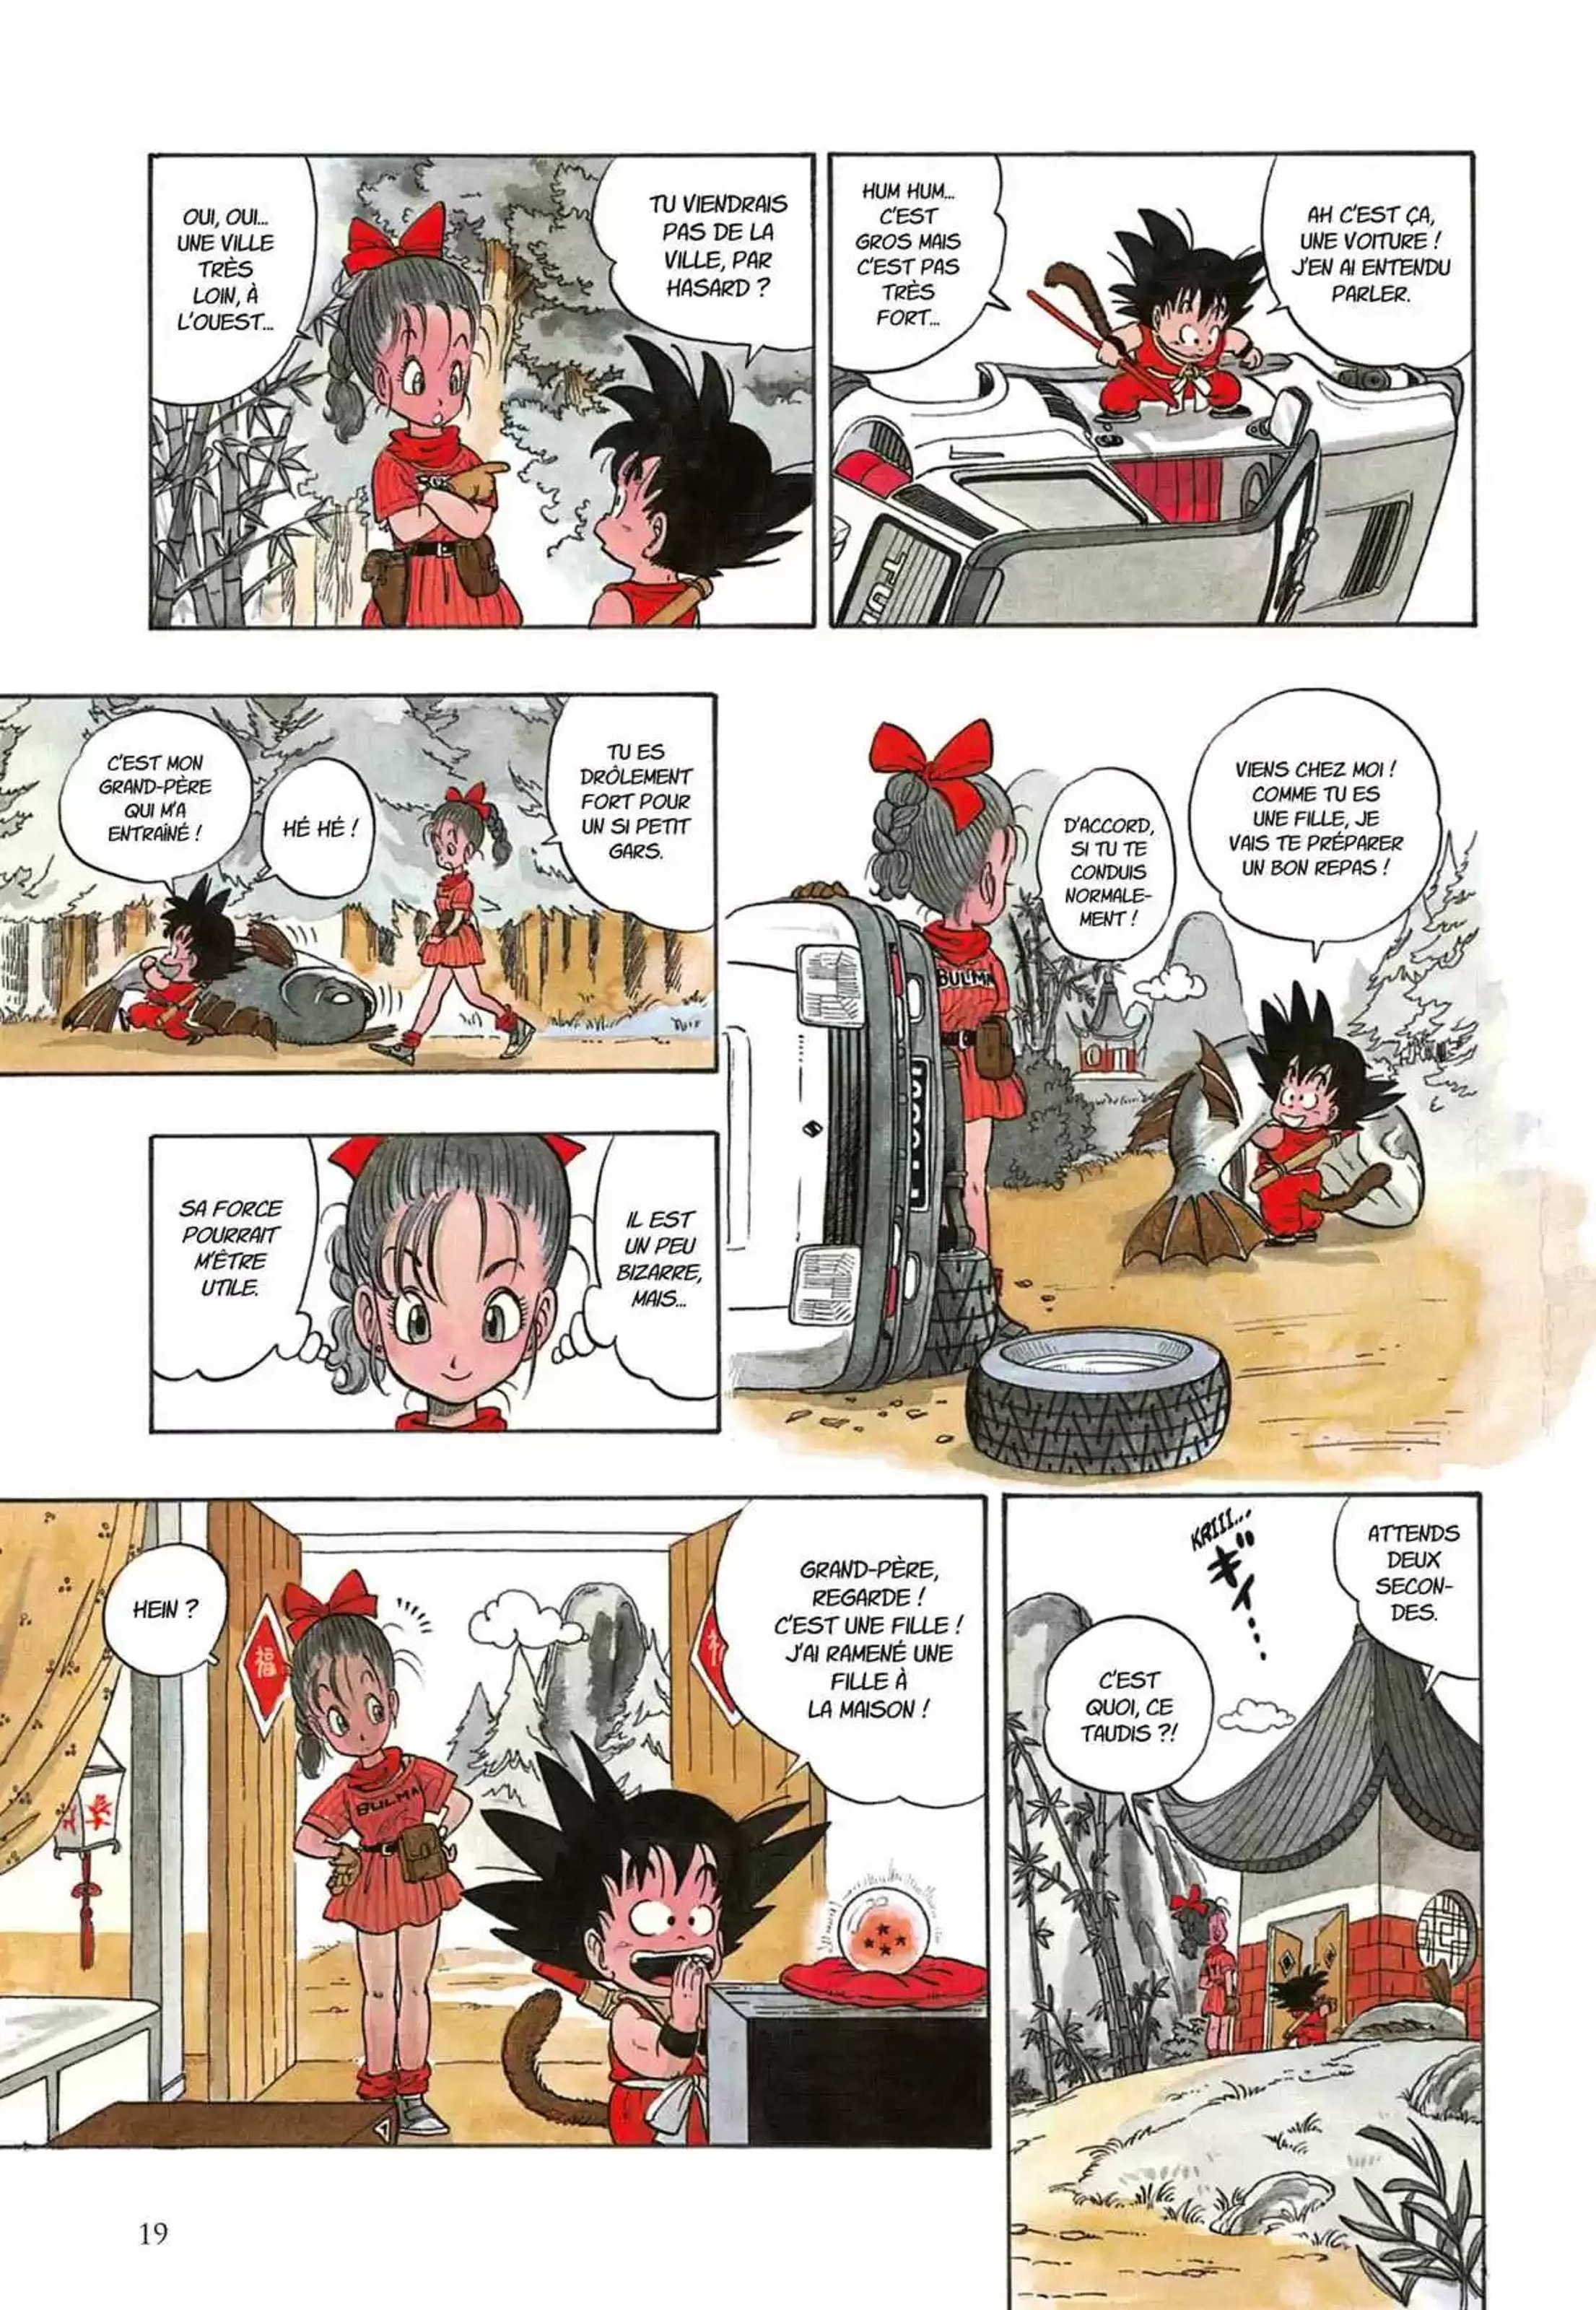 AH C'EST ÇA,
UNE VOITURE !
J'EN AI ENTENDU
PARLER.
HUM HUM...
C'EST
GROS MAIS
C'EST PAS
TRÈS
FORT...
TU VIENDRAIS
PAS DE LA
VILLE, PAR
HASARD ?
OUI, OUI...
UNE VILLE
TRÈS
LOIN, À
L'OUEST...
VIENS CHEZ MOI !
COMME TU ES
UNE FILLE, JE
VAIS TE PRÉPARER
UN BON REPAS !
D'ACCORD,
SI TU TE
CONDUIS
NORMALE-
MENT !
BULMA
TU ES
DRÔLEMENT
FORT POUR
UN SI PETIT
GARS.
HÉ HÉ !
C'EST MON
GRAND-PÈRE
QUI M'A
ENTRAÎNÉ !
IL EST
UN PEU
BIZARRE,
MAIS...
SA FORCE
POURRAIT
M'ÊTRE
UTILE.
ATTENDS
DEUX
SECON-
DES.
KRIII...
ギイ...
C'EST
QUOI, CE
TAUDIS ?!
GRAND-PÈRE,
REGARDE !
C'EST UNE FILLE !
J'AI RAMENÉ UNE
FILLE À
LA MAISON !
HEIN ?
福
BULMA
19